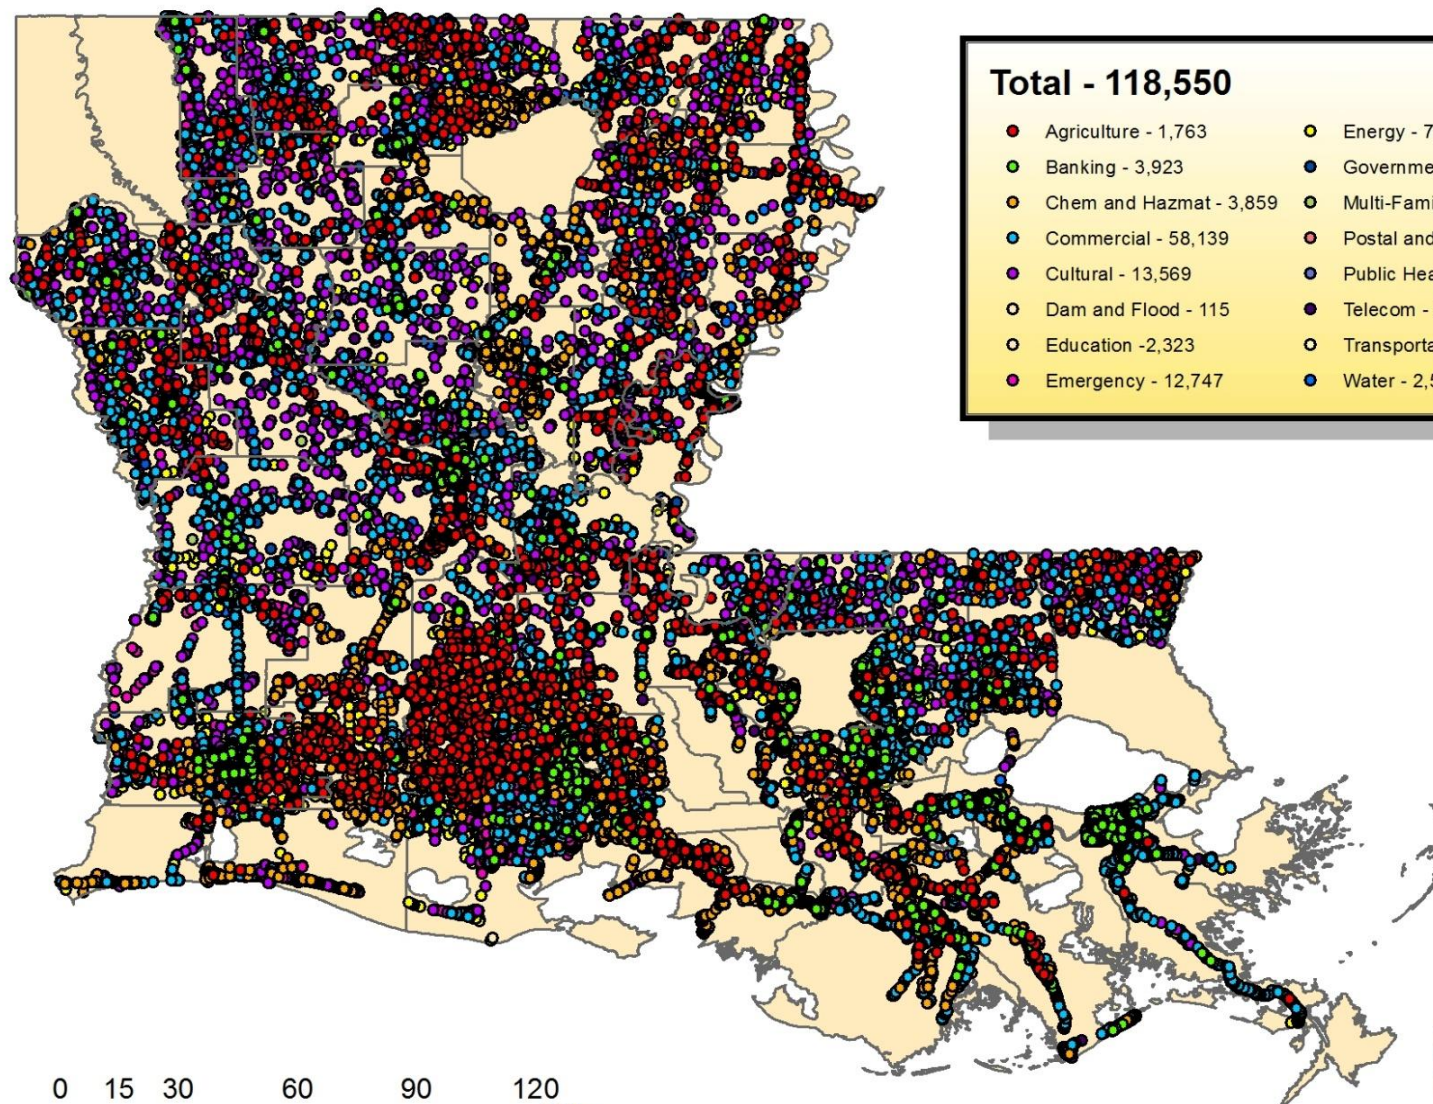 Total - 118,550
Agriculture - 1,763
Banking - 3,923
Chem and Hazmat - 3,859
Commercial - 58,139
Cultural - 13,569
Dam and Flood - 115
Education -2,323
Emergency - 12,747
Energy - 7
Governme
Multi-Fami
Postal and
Public Hea
Telecom -
Transporta
Water - 2,5
0 15 30 60 90 120